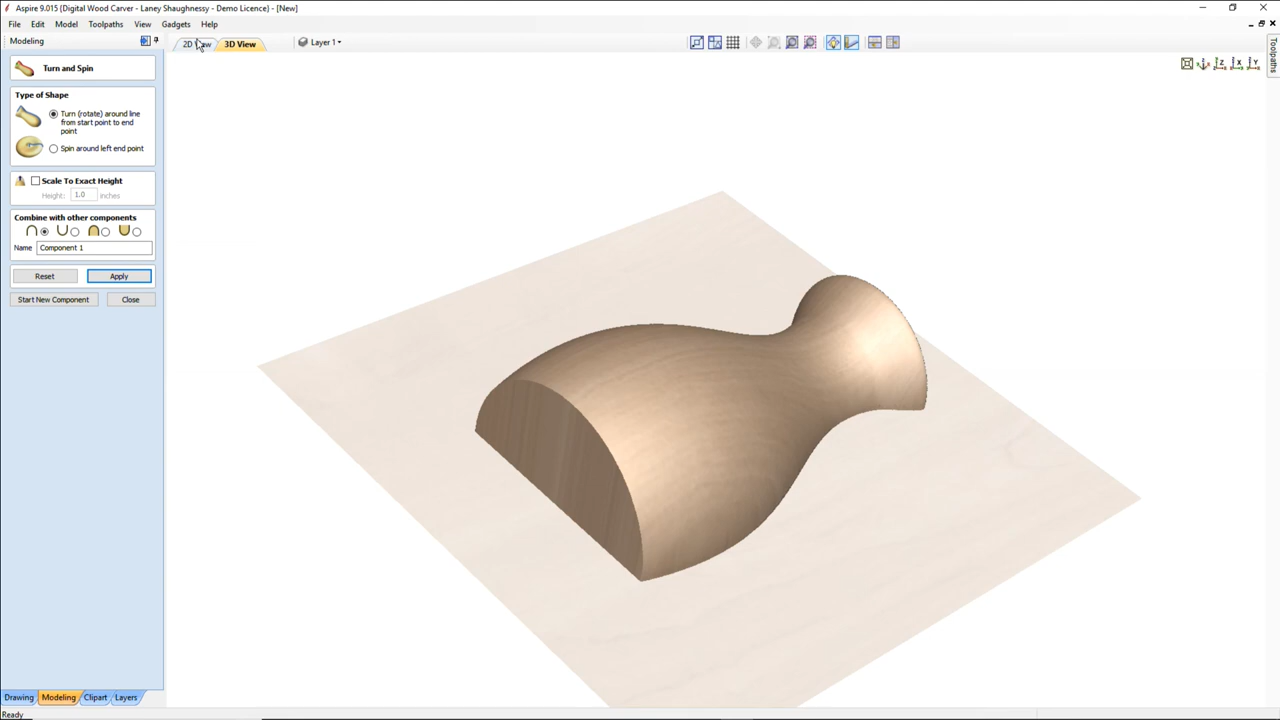 Aspire 9.015 {Digital Wood Carver - Laney Shaughnessy - Demo Licence} - [New]
File Edit Model Toolpaths View Gadgets Help
Modeling
2D View
3D View
Layer 1
Toolpaths
Turn and Spin
Type of Shape
Turn (rotate) around line
from start point to end
point
Spin around left end point
Scale To Exact Height
Height: 1.0 inches
Combine with other components
Name Component 1
Reset Apply
Start New Component Close
Drawing Modeling Clipart Layers
Ready